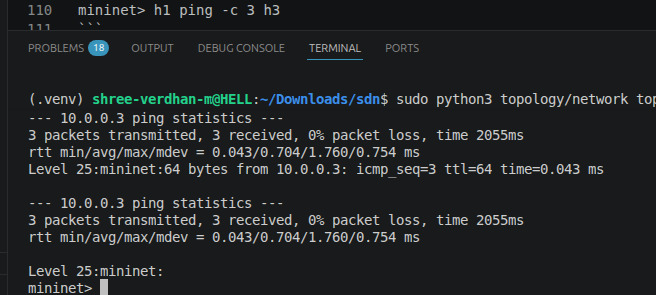 110 mininet> h1 ping -c 3 h3
111 ```
PROBLEMS 18 OUTPUT DEBUG CONSOLE TERMINAL PORTS
(.venv) shree-verdhan-m@HELL:~/Downloads/sdn$ sudo python3 topology/network top
--- 10.0.0.3 ping statistics ---
3 packets transmitted, 3 received, 0% packet loss, time 2055ms
rtt min/avg/max/mdev = 0.043/0.704/1.760/0.754 ms
Level 25:mininet:64 bytes from 10.0.0.3: icmp_seq=3 ttl=64 time=0.043 ms
--- 10.0.0.3 ping statistics ---
3 packets transmitted, 3 received, 0% packet loss, time 2055ms
rtt min/avg/max/mdev = 0.043/0.704/1.760/0.754 ms
Level 25:mininet:
mininet>